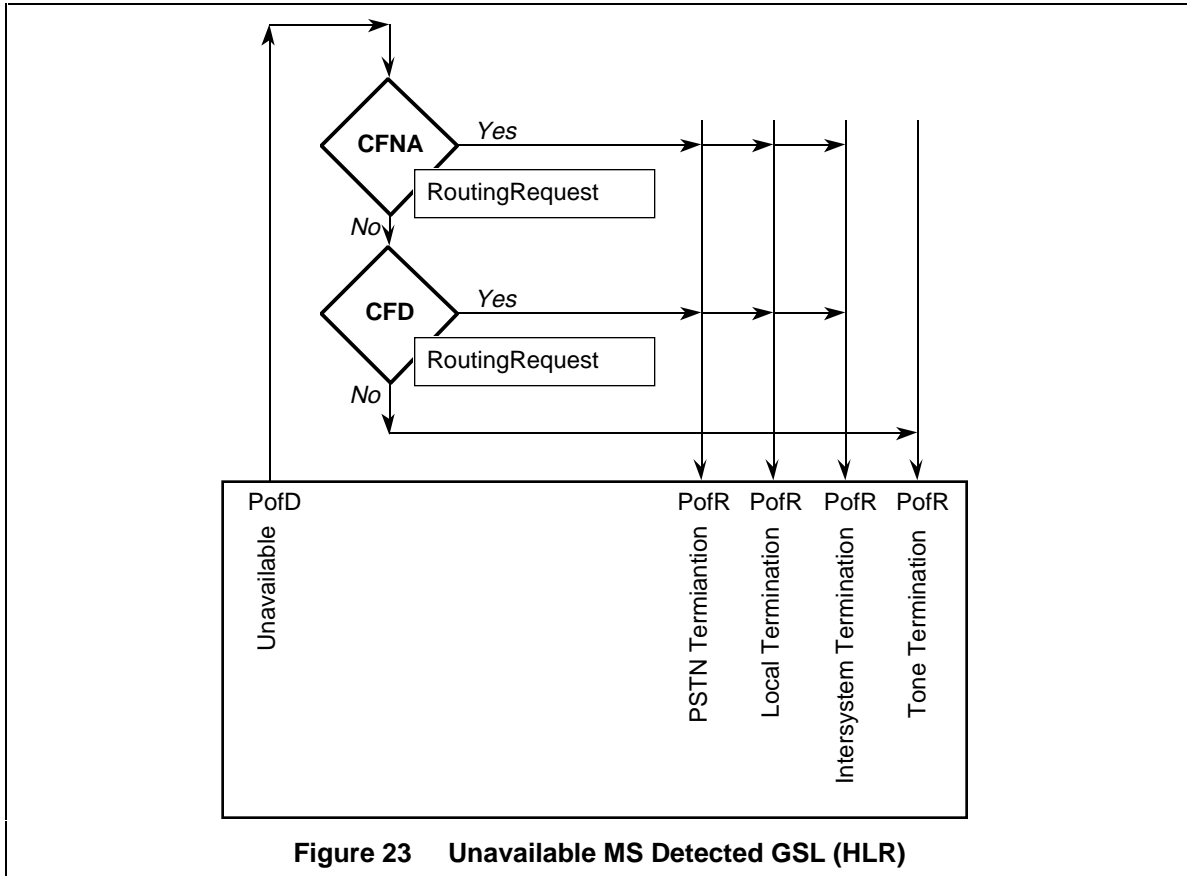 CFNA
Yes
RoutingRequest
No
CFD
Yes
RoutingRequest
No
PofD
PofR
PofR
PofR
PofR
Unavailable
PSTN Termiantion
Local Termination
Intersystem Termination
Tone Termination
Figure 23 Unavailable MS Detected GSL (HLR)